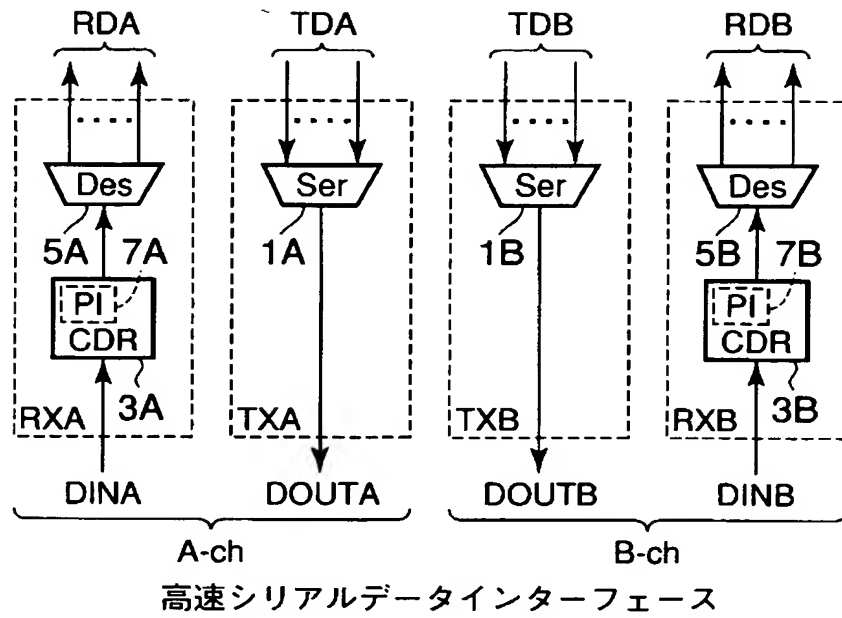 RDA TDA TDB RDB
Des Ser Ser Des
5A 7A 1A 1B 5B 7B
PI PI
CDR CDR
3A 3B
RXA TXA TXB RXB
DINA DOUTA DOUTB DINB
A-ch B-ch
高速シリアルデータインターフェース